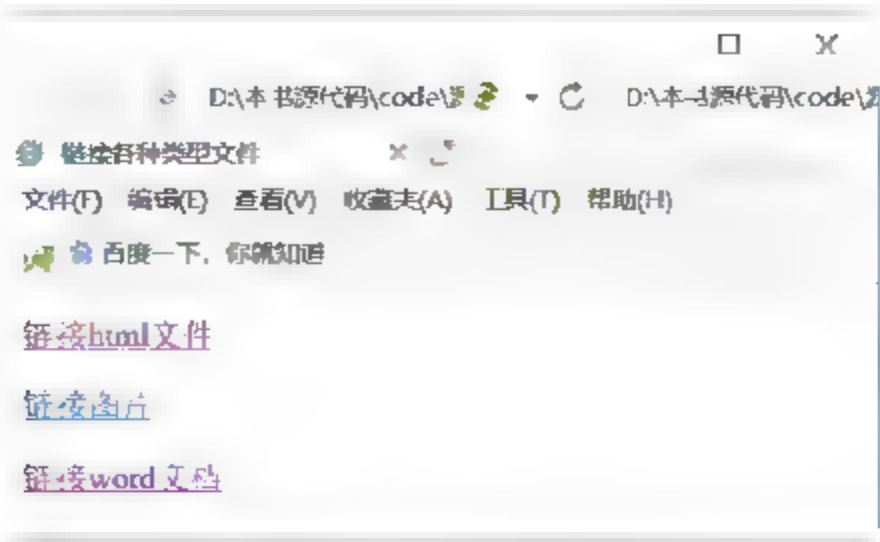 D:\本书源代码\code\源 D:\本书源代码\code\源
链接各种类型文件
文件(F) 编辑(E) 查看(V) 收藏夹(A) 工具(T) 帮助(H)
百度一下，你就知道
链接html文件
链接图片
链接word文档